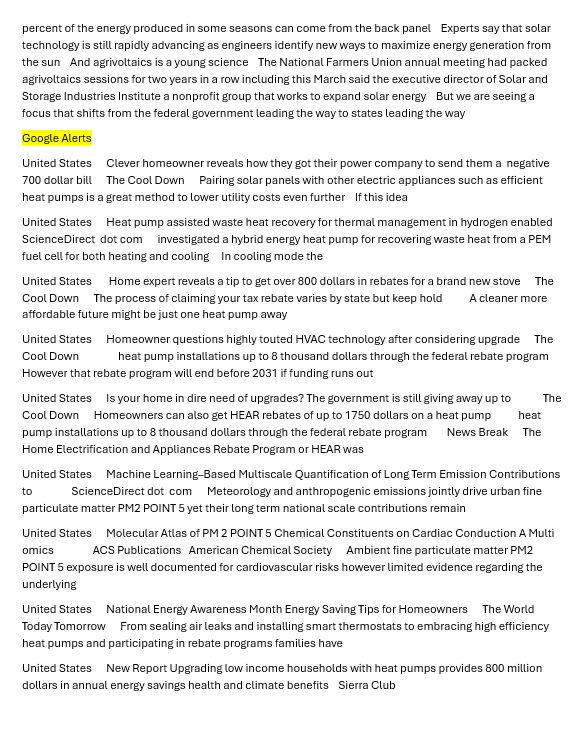 percent of the energy produced in some seasons can come from the back panel Experts say that solar
technology is still rapidly advancing as engineers identify new ways to maximize energy generation from
the sun And agrivoltaics is a young science The National Farmers Union annual meeting had packed
agrivoltaics sessions for two years in a row including this March said the executive director of Solar and
Storage Industries Institute a nonprofit group that works to expand solar energy But we are seeing a
focus that shifts from the federal government leading the way to states leading the way
Google Alerts
United States Clever homeowner reveals how they got their power company to send them a negative
700 dollar bill The Cool Down Pairing solar panels with other electric appliances such as efficient
heat pumps is a great method to lower utility costs even further If this idea
United States Heat pump assisted waste heat recovery for thermal management in hydrogen enabled
ScienceDirect dot com investigated a hybrid energy heat pump for recovering waste heat from a PEM
fuel cell for both heating and cooling In cooling mode the
United States Home expert reveals a tip to get over 800 dollars in rebates for a brand new stove The
Cool Down The process of claiming your tax rebate varies by state but keep hold A cleaner more
affordable future might be just one heat pump away
United States Homeowner questions highly touted HVAC technology after considering upgrade The
Cool Down heat pump installations up to 8 thousand dollars through the federal rebate program
However that rebate program will end before 2031 if funding runs out
United States Is your home in dire need of upgrades? The government is still giving away up to The
Cool Down Homeowners can also get HEAR rebates of up to 1750 dollars on a heat pump heat
pump installations up to 8 thousand dollars through the federal rebate program News Break The
Home Electrification and Appliances Rebate Program or HEAR was
United States Machine Learning–Based Multiscale Quantification of Long Term Emission Contributions
to ScienceDirect dot com Meteorology and anthropogenic emissions jointly drive urban fine
particulate matter PM2 POINT 5 yet their long term national scale contributions remain
United States Molecular Atlas of PM 2 POINT 5 Chemical Constituents on Cardiac Conduction A Multi
omics ACS Publications American Chemical Society Ambient fine particulate matter PM2
POINT 5 exposure is well documented for cardiovascular risks however limited evidence regarding the
underlying
United States National Energy Awareness Month Energy Saving Tips for Homeowners The World
Today Tomorrow From sealing air leaks and installing smart thermostats to embracing high efficiency
heat pumps and participating in rebate programs families have
United States New Report Upgrading low income households with heat pumps provides 800 million
dollars in annual energy savings health and climate benefits Sierra Club